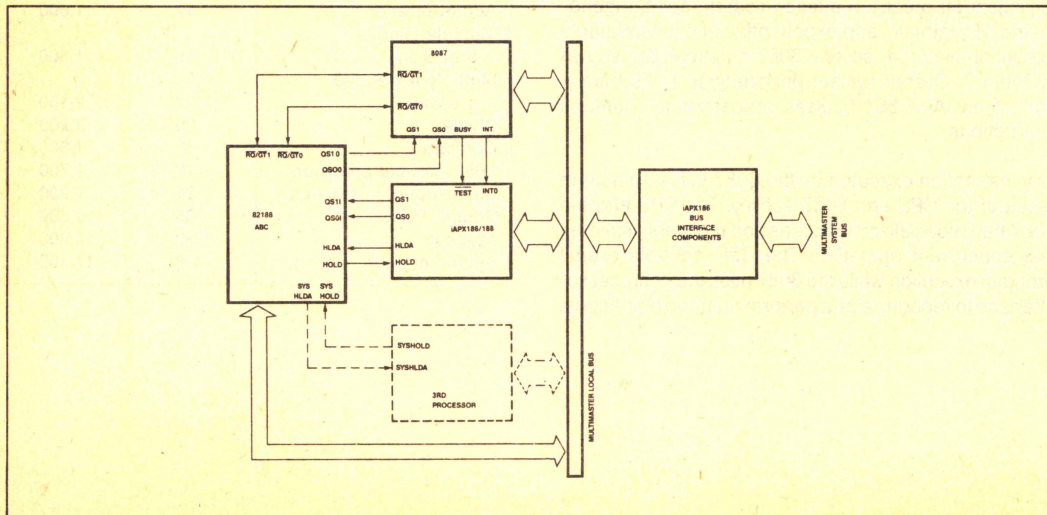 8087
RQ/GT1
RQ/GT0
QS1 QS0 BUSY INT
RQ/GT1 RQ/GT0
QS1O
QSO0
QS1I
QS0I
HLDA
HOLD
82188
ABC
SYS SYS
HLDA HOLD
TEST INT0
QS1
QS0
HLDA
HOLD
iAPX186/188
SYSHOLD
SYSHLDA
3RD
PROCESSOR
MULTIMASTER LOCAL BUS
iAPX186
BUS
INTERFACE
COMPONENTS
MULTIMASTER
SYSTEM
BUS